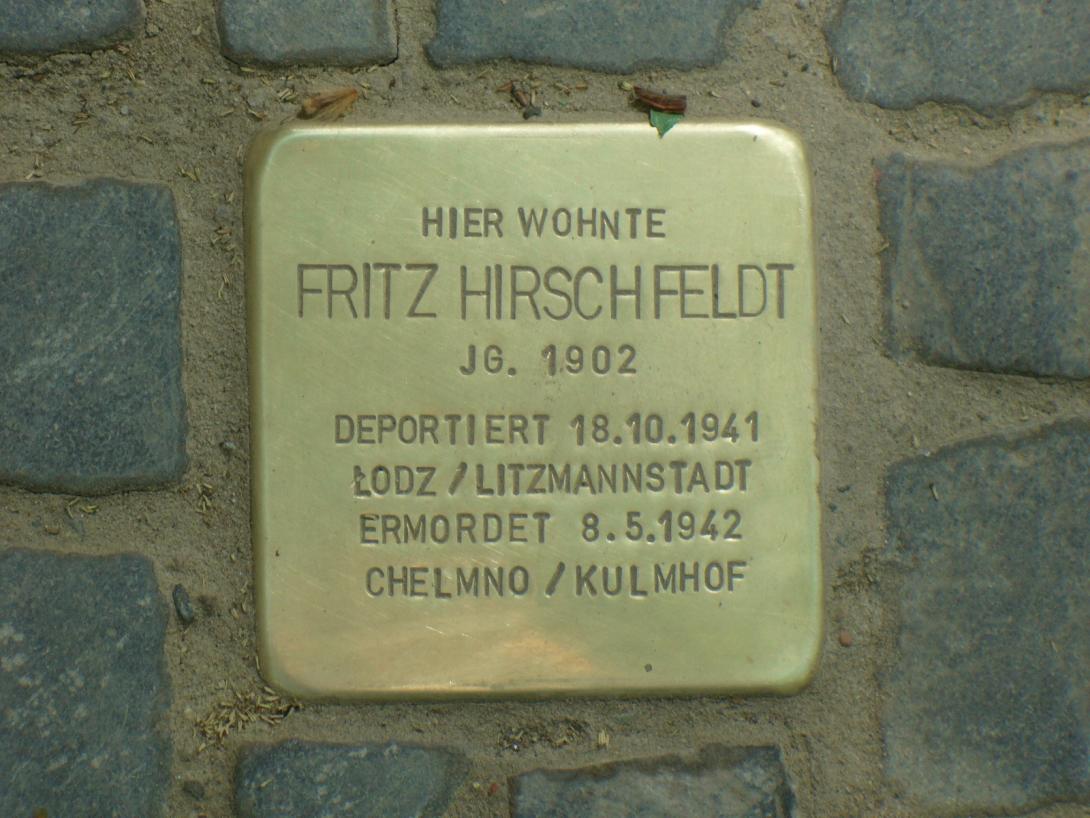 HIER WOHNTE
FRITZ HIRSCHFELDT
JG. 1902
DEPORTIERT 18.10.1941
ŁODZ / LITZMANNSTADT
ERMORDET 8.5.1942
CHELMNO / KULMHOF